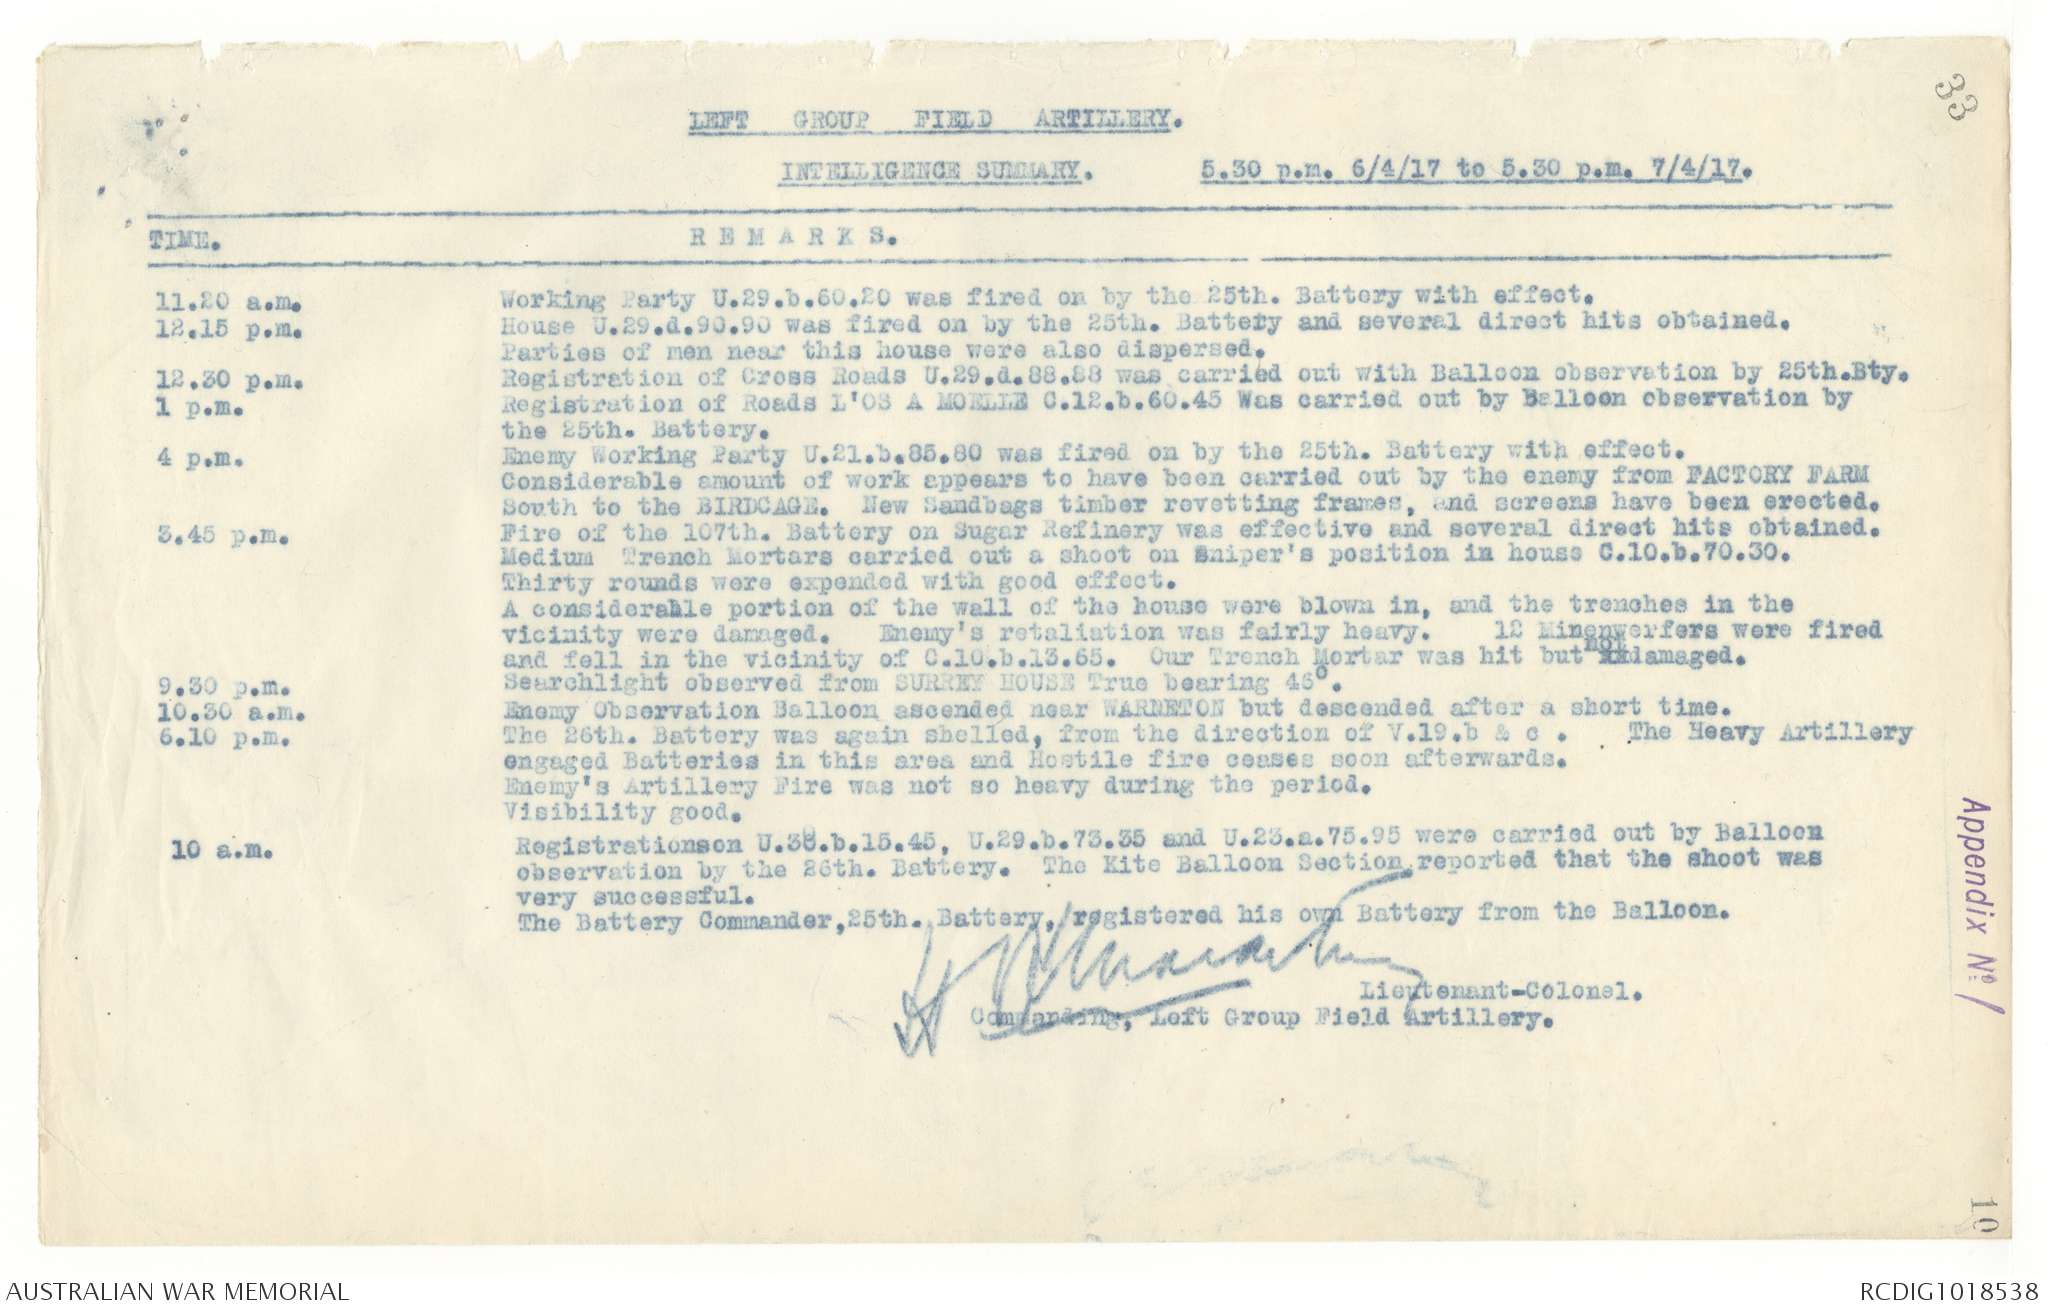 33
LEFT GROUP FIELD ARTILLERY.
INTELLIGENCE SUMMARY. 5.30 p.m. 6/4/17 to 5.30 p.m. 7/4/17.
TIME. REMARKS.
11.20 a.m. Working Party U.29.b.60.20 was fired on by the 25th. Battery with effect.
12.15 p.m. House U.29.d.90.90 was fired on by the 25th. Battery and several direct hits obtained.
Parties of men near this house were also dispersed.
12.30 p.m. Registration of Cross Roads U.29.d.88.88 was carried out with Balloon observation by 25th.Bty.
1 p.m. Registration of Roads L'OS A MOELLE C.12.b.60.45 Was carried out by Balloon observation by
the 25th. Battery.
4 p.m. Enemy Working Party U.21.b.85.80 was fired on by the 25th. Battery with effect.
Considerable amount of work appears to have been carried out by the enemy from FACTORY FARM
South to the BIRDCAGE. New Sandbags timber revetting frames, and screens have been erected.
3.45 p.m. Fire of the 107th. Battery on Sugar Refinery was effective and several direct hits obtained.
Medium Trench Mortars carried out a shoot on Sniper's position in house C.10.b.70.30.
Thirty rounds were expended with good effect.
A considerable portion of the wall of the house were blown in, and the trenches in the
vicinity were damaged. Enemy's retaliation was fairly heavy. 12 Minenwerfers were fired
and fell in the vicinity of C.10.b.13.65. Our Trench Mortar was hit but not xxdamaged.
9.30 p.m. Searchlight observed from SURREY HOUSE True bearing 46°.
10.30 a.m. Enemy Observation Balloon ascended near WARNETON but descended after a short time.
6.10 p.m. The 26th. Battery was again shelled, from the direction of V.19.b & c . The Heavy Artillery
engaged Batteries in this area and Hostile fire ceases soon afterwards.
Enemy's Artillery Fire was not so heavy during the period.
Visibility good.
10 a.m. Registrationson U.30.b.15.45, U.29.b.73.35 and U.23.a.75.95 were carried out by Balloon
observation by the 26th. Battery. The Kite Balloon Section reported that the shoot was
very successful.
The Battery Commander,25th. Battery, registered his own Battery from the Balloon.
Lieutenant-Colonel.
Commanding, Left Group Field Artillery.
Appendix No 1
10
AUSTRALIAN WAR MEMORIAL
RCDIG1018538